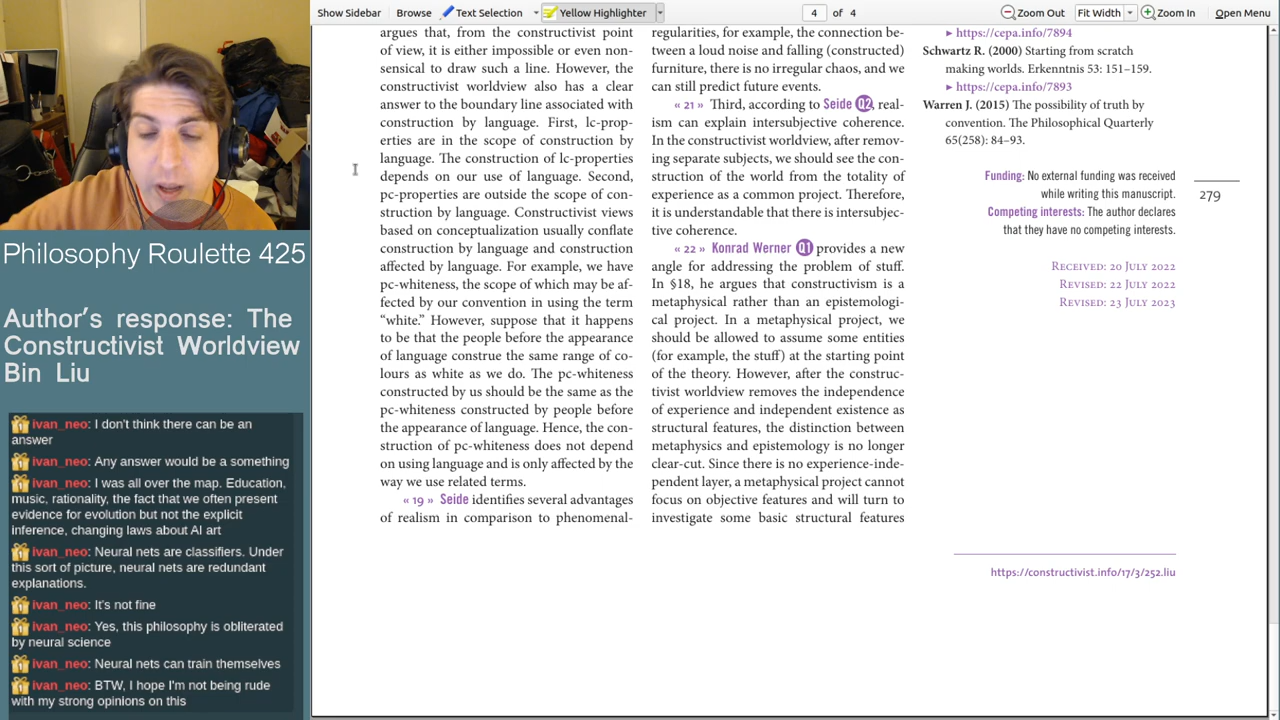 Show Sidebar Browse Text Selection Yellow Highlighter 4 of 4 Zoom Out Fit Width Zoom In Open Menu
Philosophy Roulette 425
Author's response: The
Constructivist Worldview
Bin Liu
ivan_neo: I don't think there can be an
answer
ivan_neo: Any answer would be a something
ivan_neo: I was all over the map. Education,
music, rationality, the fact that we often present
evidence for evolution but not the explicit
inference, changing laws about AI art
ivan_neo: Neural nets are classifiers. Under
this sort of picture, neural nets are redundant
explanations.
ivan_neo: It's not fine
ivan_neo: Yes, this philosophy is obliterated
by neural science
ivan_neo: Neural nets can train themselves
ivan_neo: BTW, I hope I'm not being rude
with my strong opinions on this
argues that, from the constructivist point
of view, it is either impossible or even non-
sensical to draw such a line. However, the
constructivist worldview also has a clear
answer to the boundary line associated with
construction by language. First, lc-prop-
erties are in the scope of construction by
language. The construction of lc-properties
depends on our use of language. Second,
pc-properties are outside the scope of con-
struction by language. Constructivist views
based on conceptualization usually conflate
construction by language and construction
affected by language. For example, we have
pc-whiteness, the scope of which may be af-
fected by our convention in using the term
“white.” However, suppose that it happens
to be that the people before the appearance
of language construe the same range of co-
lours as white as we do. The pc-whiteness
constructed by us should be the same as the
pc-whiteness constructed by people before
the appearance of language. Hence, the con-
struction of pc-whiteness does not depend
on using language and is only affected by the
way we use related terms.
« 19 » Seide identifies several advantages
of realism in comparison to phenomenal-
regularities, for example, the connection be-
tween a loud noise and falling (constructed)
furniture, there is no irregular chaos, and we
can still predict future events.
« 21 » Third, according to Seide Q2, real-
ism can explain intersubjective coherence.
In the constructivist worldview, after remov-
ing separate subjects, we should see the con-
struction of the world from the totality of
experience as a common project. Therefore,
it is understandable that there is intersubjec-
tive coherence.
« 22 » Konrad Werner Q1 provides a new
angle for addressing the problem of stuff.
In §18, he argues that constructivism is a
metaphysical rather than an epistemologi-
cal project. In a metaphysical project, we
should be allowed to assume some entities
(for example, the stuff) at the starting point
of the theory. However, after the construc-
tivist worldview removes the independence
of experience and independent existence as
structural features, the distinction between
metaphysics and epistemology is no longer
clear-cut. Since there is no experience-inde-
pendent layer, a metaphysical project cannot
focus on objective features and will turn to
investigate some basic structural features
► https://cepa.info/7894
Schwartz R. (2000) Starting from scratch
making worlds. Erkenntnis 53: 151–159.
► https://cepa.info/7893
Warren J. (2015) The possibility of truth by
convention. The Philosophical Quarterly
65(258): 84–93.
Funding: No external funding was received
while writing this manuscript.
Competing interests: The author declares
that they have no competing interests.
Received: 20 July 2022
Revised: 22 July 2022
Revised: 23 July 2023
279
https://constructivist.info/17/3/252.liu